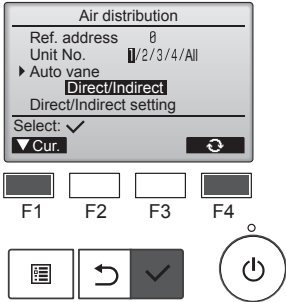 Air distribution
Ref. address 0
Unit No. 1/2/3/4/All
Auto vane
Direct/Indirect
Direct/Indirect setting
Select:
Cur.
F1 F2 F3 F4